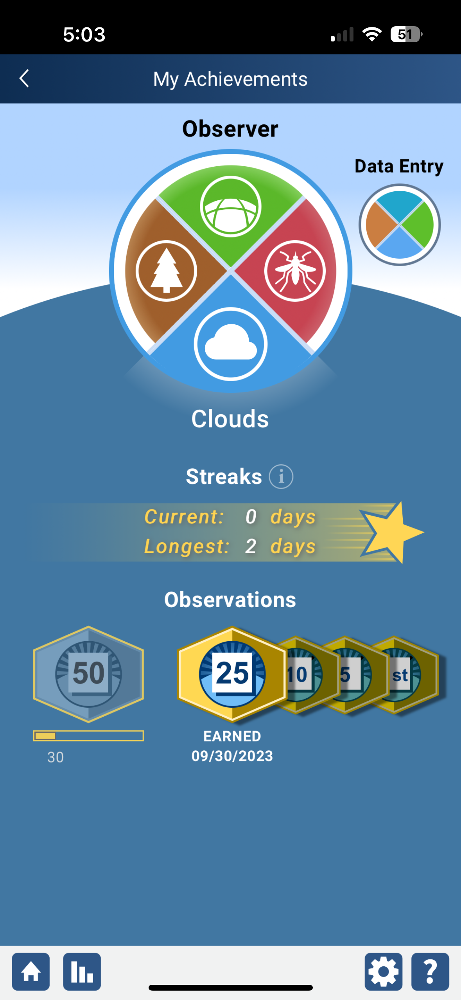 5:03
51
My Achievements
Observer
Data Entry
Clouds
Streaks i
Current: 0 days
Longest: 2 days
Observations
50
25
10
5
st
30
EARNED
09/30/2023
?